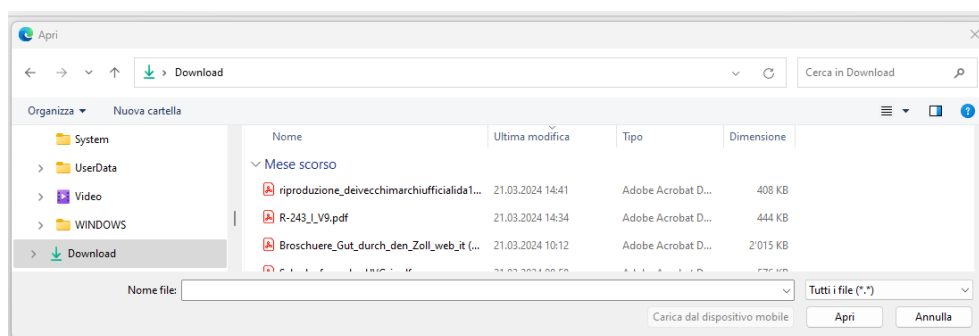 Apri
Download
Cerca in Download
Organizza
Nuova cartella
Nome Ultima modifica Tipo Dimensione
System
UserData
Video
WINDOWS
Download
Mese scorso
riproduzione_deivecchimarchiufficialida1... 21.03.2024 14:41 Adobe Acrobat D... 408 KB
R-243_I_V9.pdf 21.03.2024 14:34 Adobe Acrobat D... 444 KB
Broschuere_Gut_durch_den_Zoll_web_it (... 21.03.2024 10:12 Adobe Acrobat D... 2'015 KB
Nome file:
Tutti i file (*.*)
Carica dal dispositivo mobile
Apri
Annulla